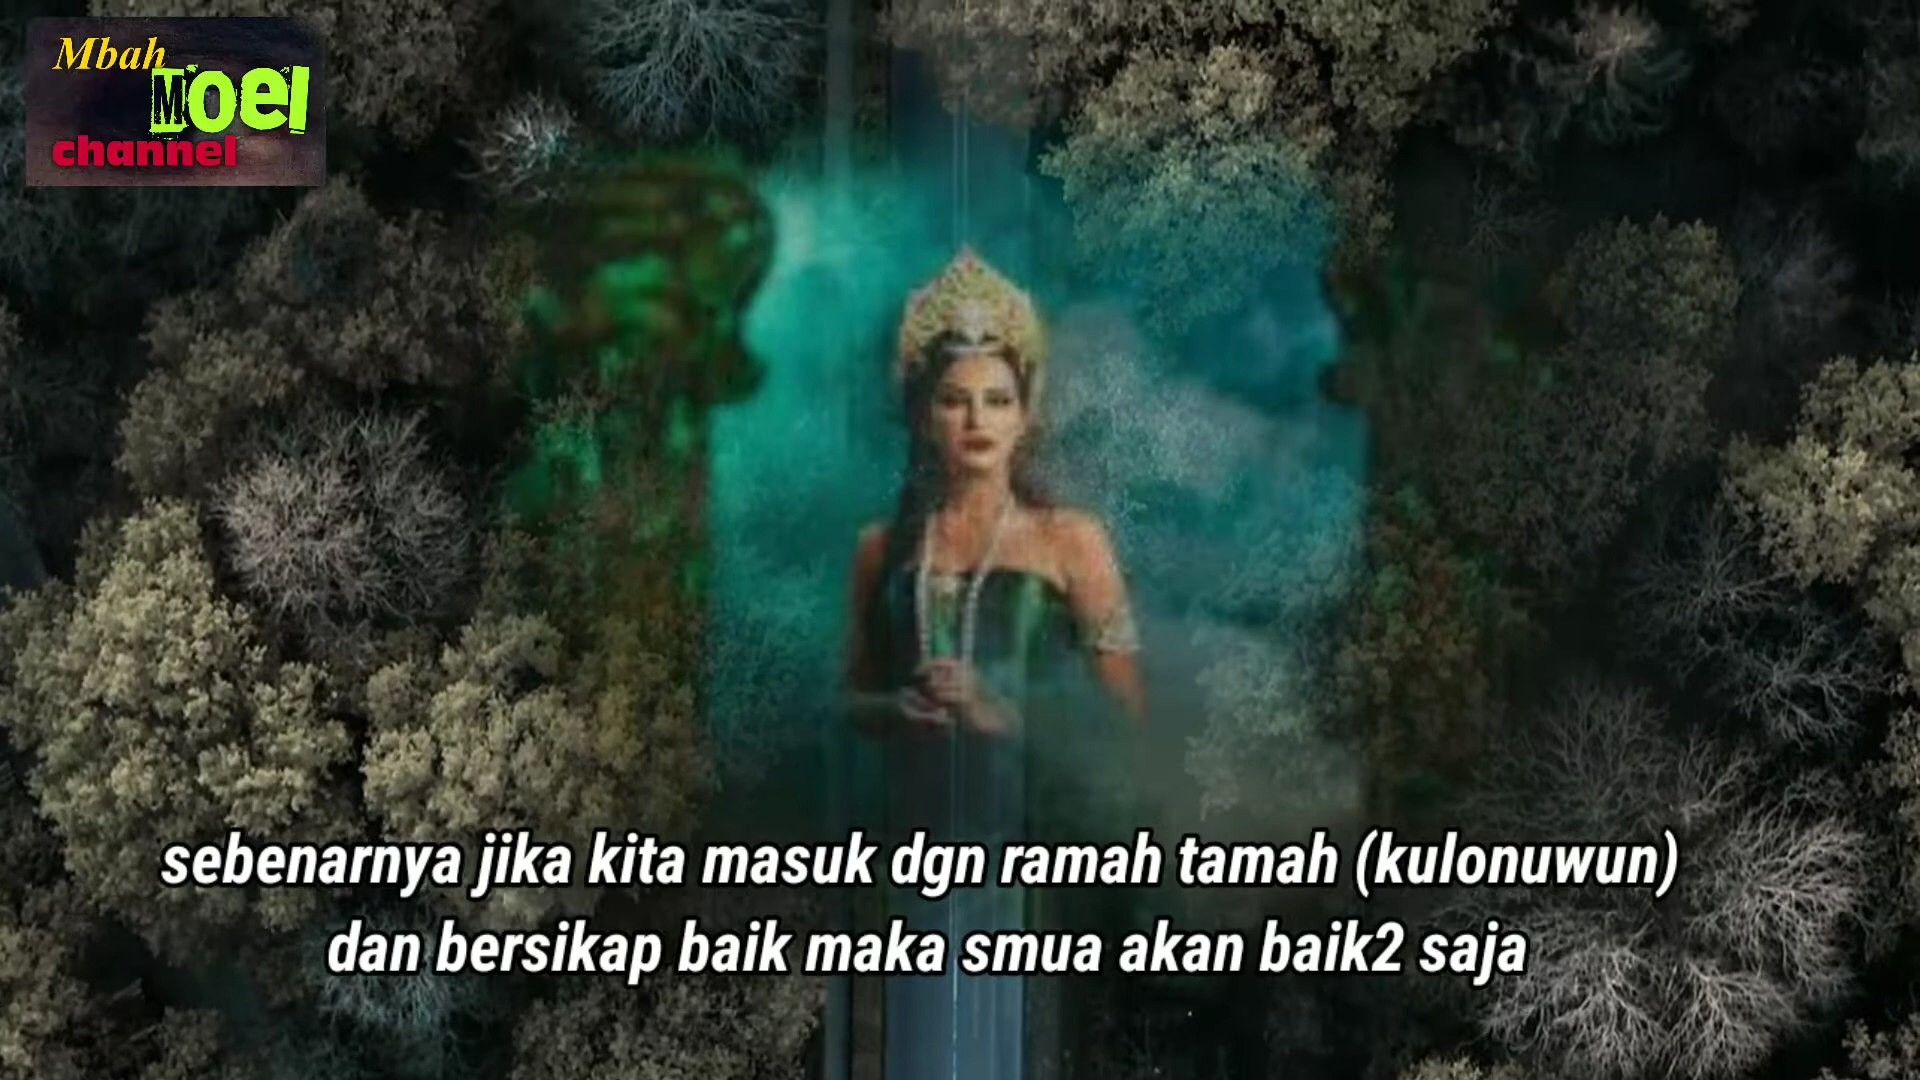 Mbah
Moel
channel
sebenarnya jika kita masuk dgn ramah tamah (kulonuwun)
dan bersikap baik maka smua akan baik2 saja